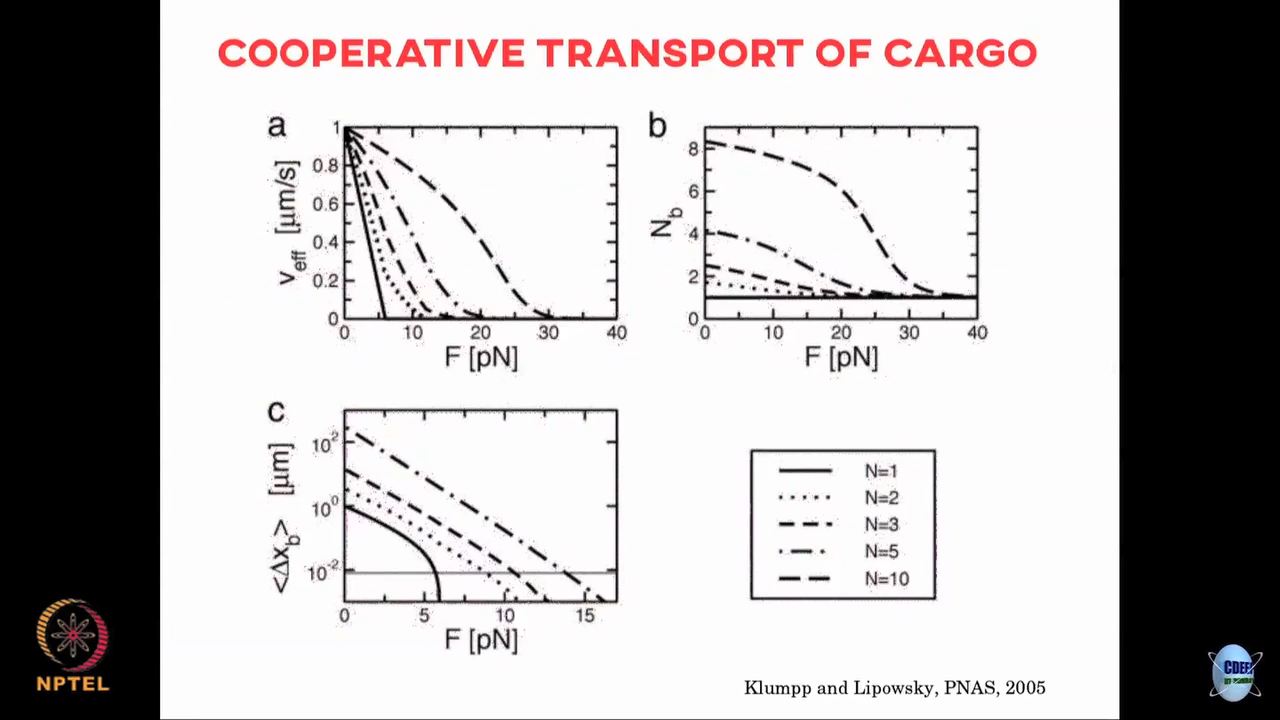 COOPERATIVE TRANSPORT OF CARGO
a
1
0.8
0.6
0.4
0.2
0
v_eff [μm/s]
0 10 20 30 40
F [pN]
b
8
6
4
2
0
N_b
0 10 20 30 40
F [pN]
c
10^2
10^0
10^-2
<Δx_b> [μm]
0 5 10 15
F [pN]
N=1
N=2
N=3
N=5
N=10
Klumpp and Lipowsky, PNAS, 2005
NPTEL
CDEEP